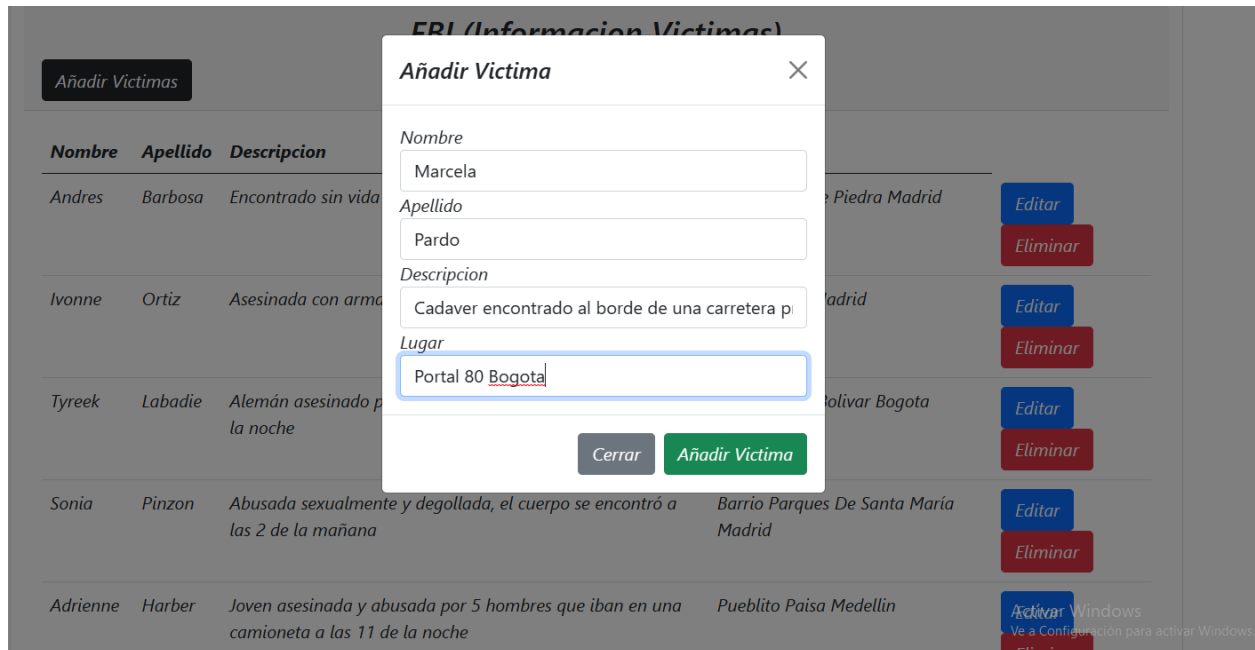 FBI (Informacion Victimas)
Añadir Victimas
Añadir Victima
Nombre
Marcela
Apellido
Pardo
Descripcion
Cadaver encontrado al borde de una carretera
Lugar
Portal 80 Bogota
Cerrar
Añadir Victima
Nombre Apellido Descripcion
Andres Barbosa Encontrado sin vida Piedra Madrid
Editar
Eliminar
Ivonne Ortiz Asesinada con
Editar
Eliminar
Tyreek Labadie Alemán asesinado Bogota
la noche
Editar
Eliminar
Sonia Pinzon Abusada sexualmente y degollada, el cuerpo se encontró a Barrio Parques De Santa María
las 2 de la mañana Madrid
Editar
Eliminar
Adrienne Harber Joven asesinada y abusada por 5 hombres que iban en una Pueblito Paisa Medellin
camioneta a las 11 de la noche
Editar
Activar Windows
Ve a Configuración para activar Windows.